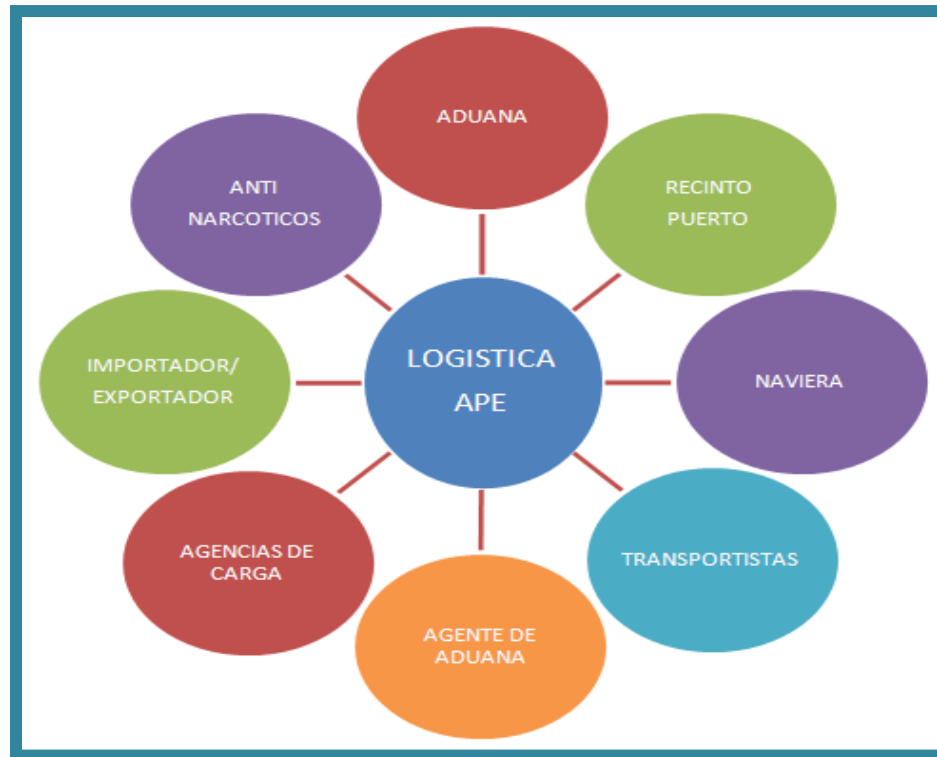 ADUANA
RECINTO
PUERTO
NAVIERA
TRANSPORTISTAS
AGENTE DE
ADUANA
AGENCIAS DE
CARGA
IMPORTADOR/
EXPORTADOR
ANTI
NARCOTICOS
LOGISTICA
APE